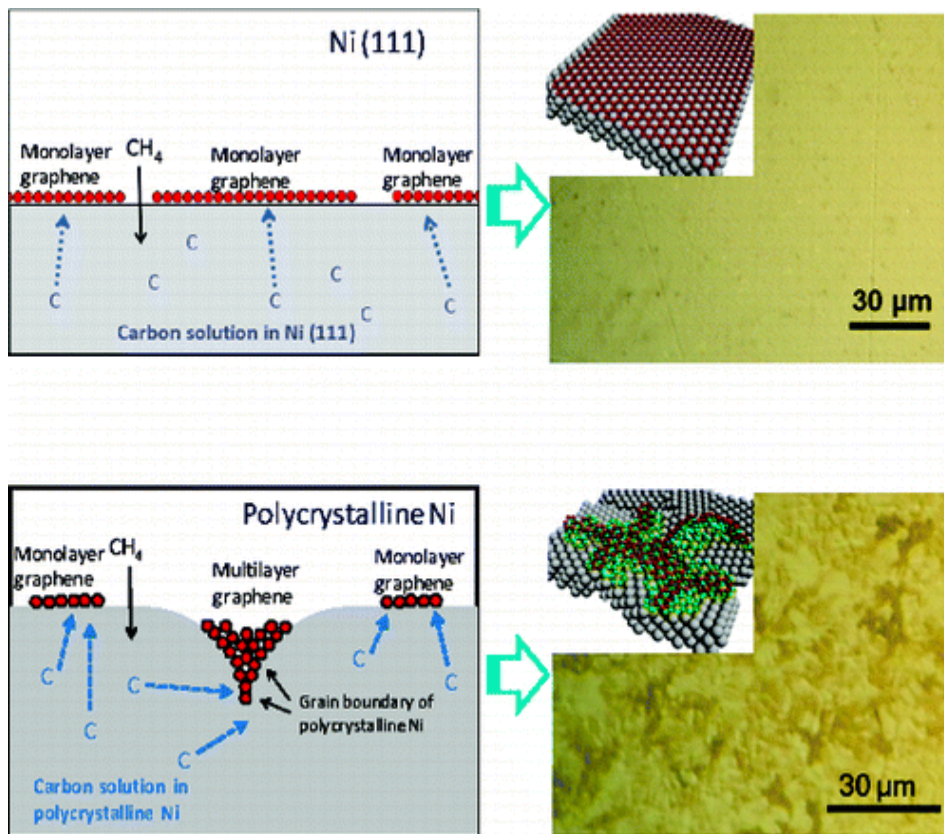 Ni (111)
Monolayer
graphene
CH4
Monolayer
graphene
Monolayer
graphene
C
C
C
C
C
C
C
Carbon solution in Ni (111)
30 µm
Polycrystalline Ni
Monolayer
graphene
CH4
Multilayer
graphene
Monolayer
graphene
C
C
C
C
C
C
Grain boundary of
polycrystalline Ni
Carbon solution in
polycrystalline Ni
30 µm